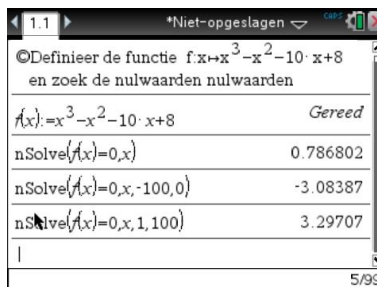 1.1 *Niet-opgeslagen CAPS
©Definieer de functie f:x↦x³−x²−10·x+8
en zoek de nulwaarden nulwaarden
f(x):=x³−x²−10·x+8 Gereed
nSolve(f(x)=0,x) 0.786802
nSolve(f(x)=0,x,-100,0) -3.08387
nSolve(f(x)=0,x,1,100) 3.29707
5/99